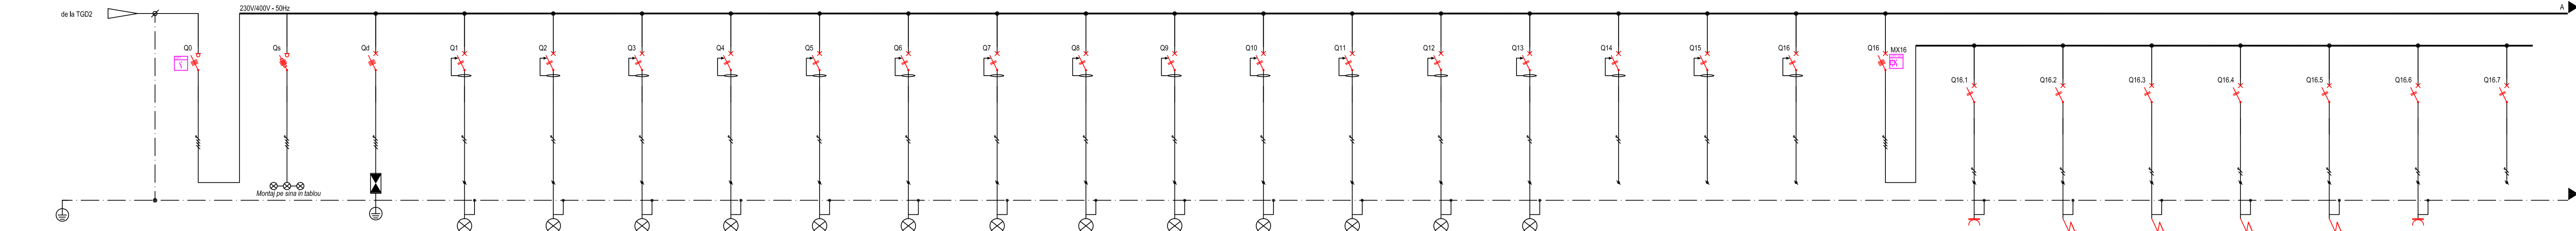 de la TGD2
230V/400V - 50Hz
A
Q0
Qs
Qd
Q1
Q2
Q3
Q4
Q5
Q6
Q7
Q8
Q9
Q10
Q11
Q12
Q13
Q14
Q15
Q16
Q16
MX16
Q16.1
Q16.2
Q16.3
Q16.4
Q16.5
Q16.6
Q16.7
Montaj pe sina in tablou